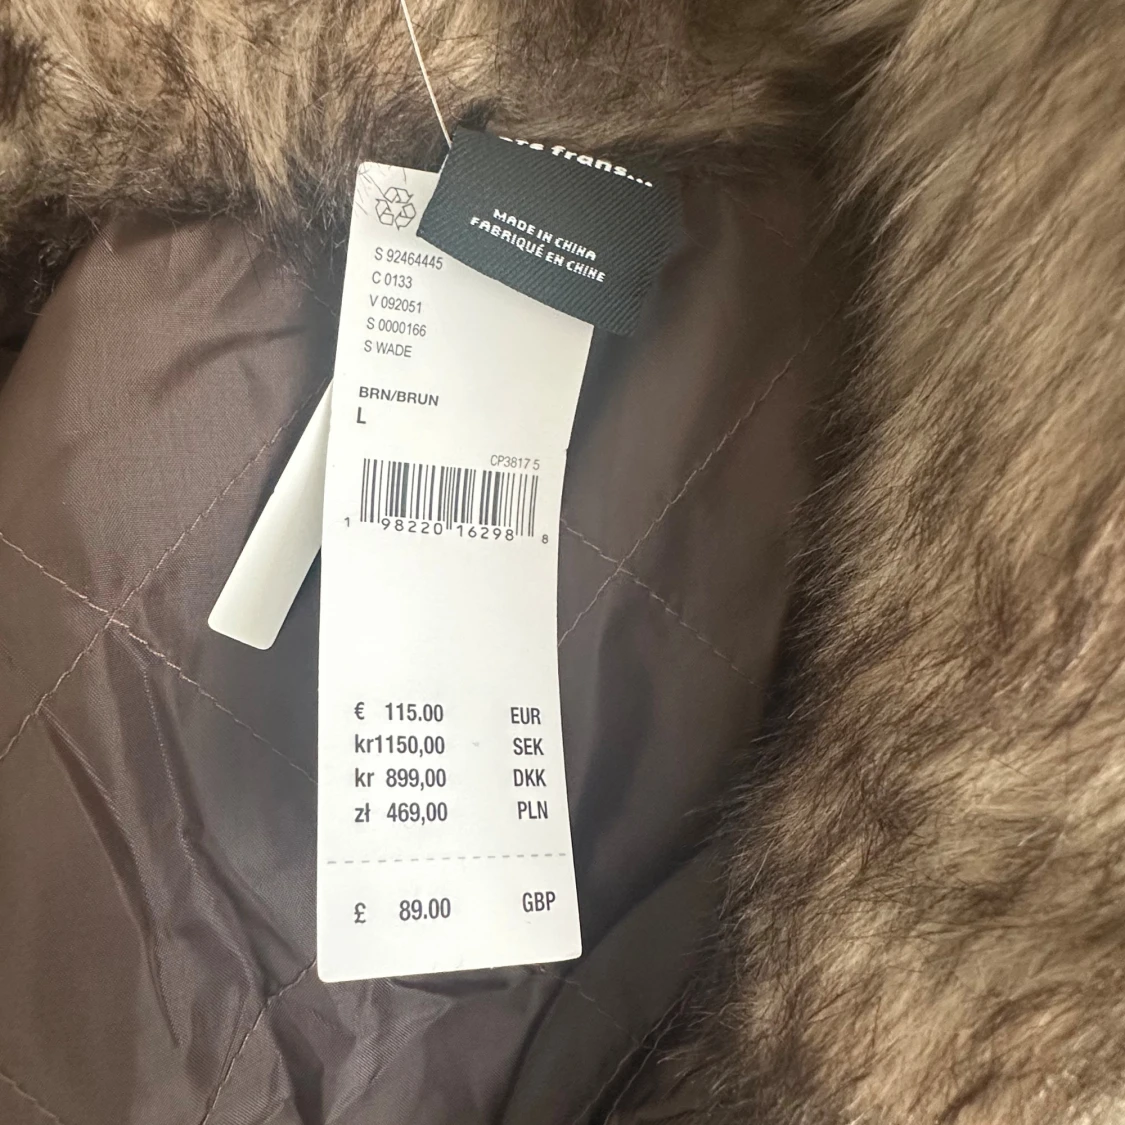 frans...
MADE IN CHINA
FABRIQUÉ EN CHINE
S 92464445
C 0133
V 092051
S 0000166
S WADE
BRN/BRUN
L
CP3817 5
1 98220 16298 8
€ 115.00 EUR
kr1150,00 SEK
kr 899,00 DKK
zł 469,00 PLN
£ 89.00 GBP